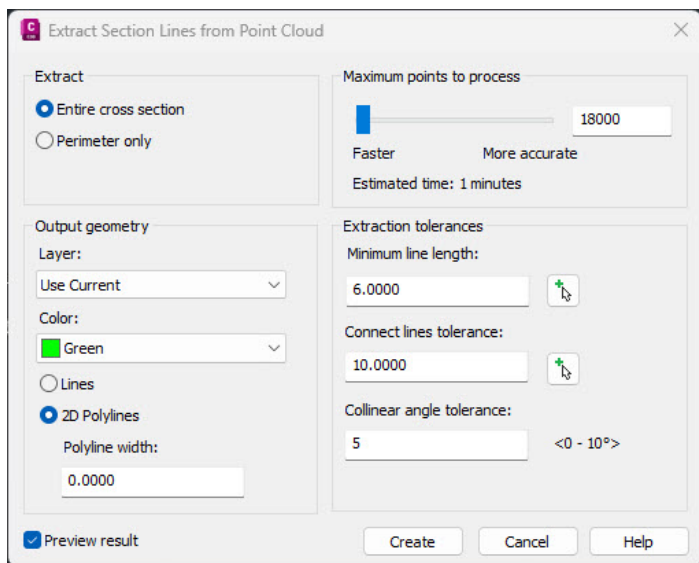 Extract Section Lines from Point Cloud
Extract
Entire cross section
Perimeter only
Maximum points to process
18000
Faster More accurate
Estimated time: 1 minutes
Output geometry
Layer:
Use Current
Color:
Green
Lines
2D Polylines
Polyline width:
0.0000
Extraction tolerances
Minimum line length:
6.0000
Connect lines tolerance:
10.0000
Collinear angle tolerance:
5 <0 - 10°>
Preview result
Create Cancel Help